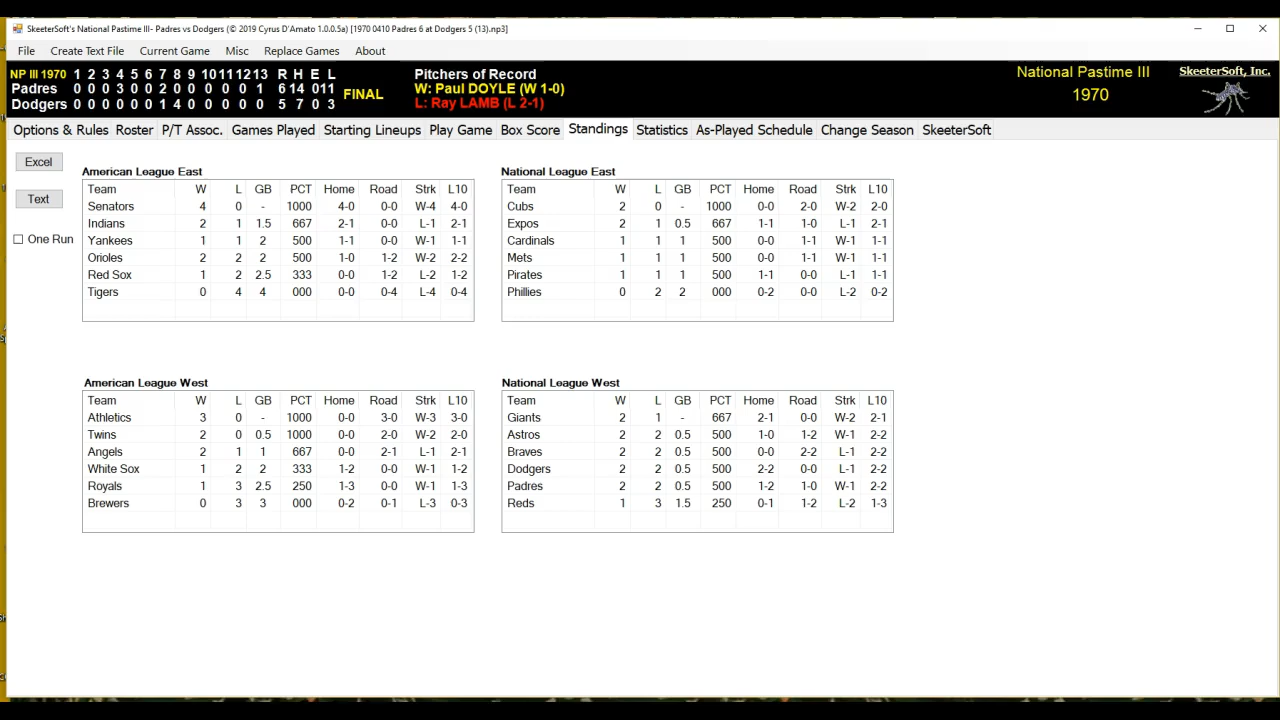 SkeeterSoft's National Pastime III- Padres vs Dodgers (© 2019 Cyrus D'Amato 1.0.0.5a) [1970 0410 Padres 6 at Dodgers 5 (13).np3]
File Create Text File Current Game Misc Replace Games About
NP III 1970 1 2 3 4 5 6 7 8 9 10 11 12 13 R H E L
Padres 0 0 0 3 0 0 2 0 0 0 0 0 1 6 14 0 11
Dodgers 0 0 0 0 0 0 1 4 0 0 0 0 0 5 7 0 3
FINAL
Pitchers of Record
W: Paul DOYLE (W 1-0)
L: Ray LAMB (L 2-1)
National Pastime III
1970
SkeeterSoft, Inc.
Options & Rules Roster P/T Assoc. Games Played Starting Lineups Play Game Box Score Standings Statistics As-Played Schedule Change Season SkeeterSoft
Excel
Text
One Run
American League East
Team W L GB PCT Home Road Strk L10
Senators 4 0 - 1000 4-0 0-0 W-4 4-0
Indians 2 1 1.5 667 2-1 0-0 L-1 2-1
Yankees 1 1 2 500 1-1 0-0 W-1 1-1
Orioles 2 2 2 500 1-0 1-2 W-2 2-2
Red Sox 1 2 2.5 333 0-0 1-2 L-2 1-2
Tigers 0 4 4 000 0-0 0-4 L-4 0-4
National League East
Team W L GB PCT Home Road Strk L10
Cubs 2 0 - 1000 0-0 2-0 W-2 2-0
Expos 2 1 0.5 667 1-1 1-0 L-1 2-1
Cardinals 1 1 1 500 0-0 1-1 W-1 1-1
Mets 1 1 1 500 0-0 1-1 W-1 1-1
Pirates 1 1 1 500 1-1 0-0 L-1 1-1
Phillies 0 2 2 000 0-2 0-0 L-2 0-2
American League West
Team W L GB PCT Home Road Strk L10
Athletics 3 0 - 1000 0-0 3-0 W-3 3-0
Twins 2 0 0.5 1000 0-0 2-0 W-2 2-0
Angels 2 1 1 667 0-0 2-1 L-1 2-1
White Sox 1 2 2 333 1-2 0-0 W-1 1-2
Royals 1 3 2.5 250 1-3 0-0 W-1 1-3
Brewers 0 3 3 000 0-2 0-1 L-3 0-3
National League West
Team W L GB PCT Home Road Strk L10
Giants 2 1 - 667 2-1 0-0 W-2 2-1
Astros 2 2 0.5 500 1-0 1-2 W-1 2-2
Braves 2 2 0.5 500 0-0 2-2 L-1 2-2
Dodgers 2 2 0.5 500 2-2 0-0 L-1 2-2
Padres 2 2 0.5 500 1-2 1-0 W-1 2-2
Reds 1 3 1.5 250 0-1 1-2 L-2 1-3